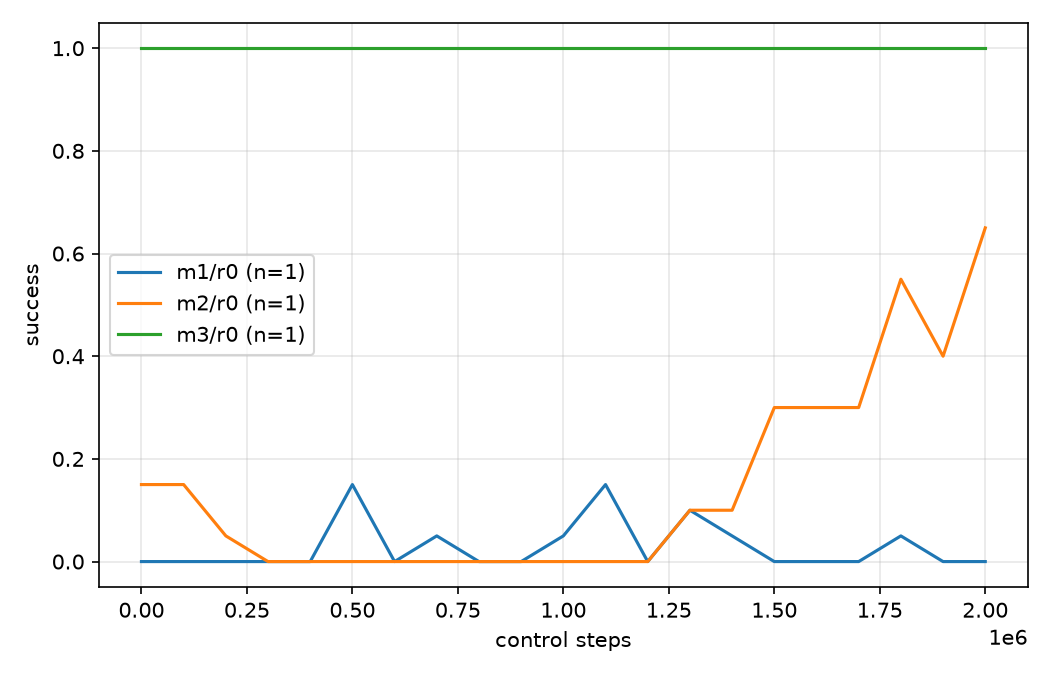 1.0
0.8
0.6
0.4
0.2
0.0
success
m1/r0 (n=1)
m2/r0 (n=1)
m3/r0 (n=1)
0.00 0.25 0.50 0.75 1.00 1.25 1.50 1.75 2.00
1e6
control steps